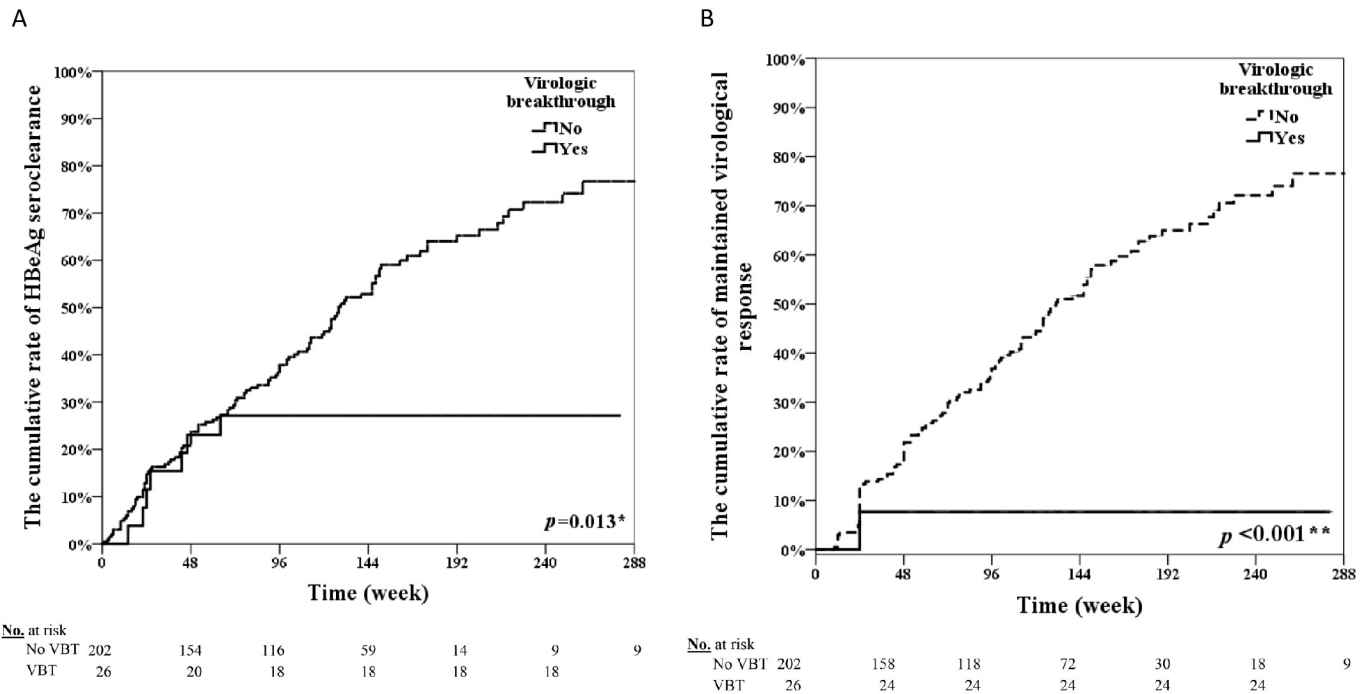 A
The cumulative rate of HBeAg seroclearance
100%
90%
80%
70%
60%
50%
40%
30%
20%
10%
0%
Virologic
breakthrough
No
Yes
p=0.013*
0 48 96 144 192 240 288
Time (week)
No. at risk
No VBT 202 154 116 59 14 9 9
VBT 26 20 18 18 18 18
B
The cumulative rate of maintained virological
response
100%
90%
80%
70%
60%
50%
40%
30%
20%
10%
0%
Virologic
breakthrough
No
Yes
p <0.001**
0 48 96 144 192 240 288
Time (week)
No. at risk
No VBT 202 158 118 72 30 18 9
VBT 26 24 24 24 24 24